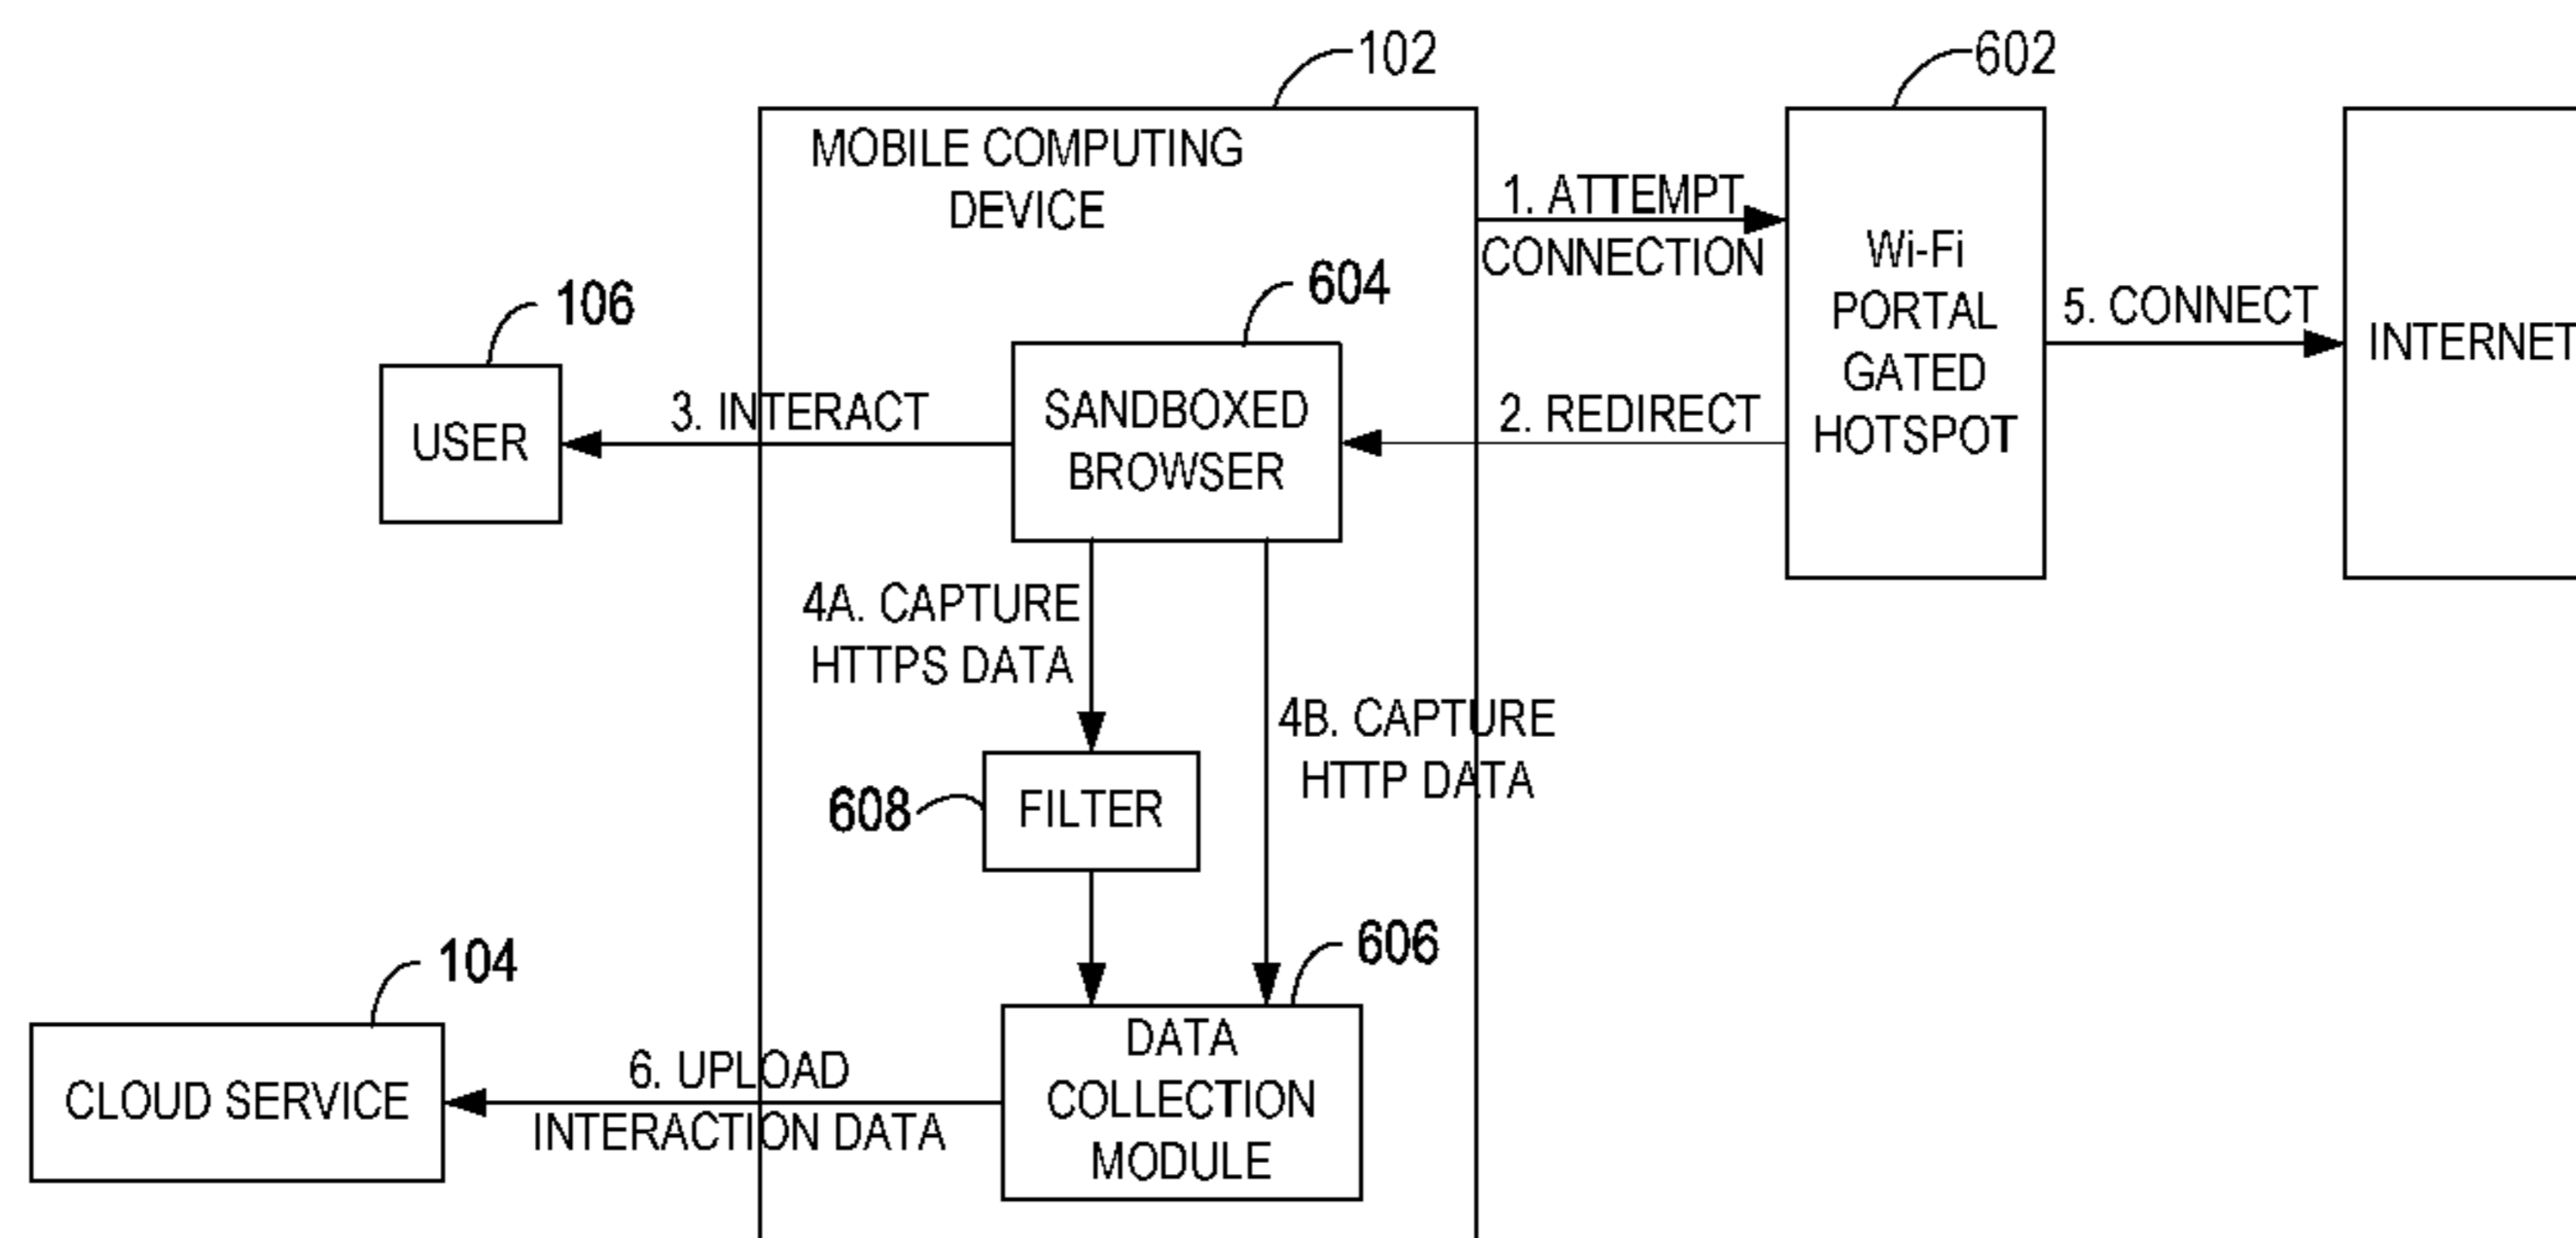 102
602
MOBILE COMPUTING
DEVICE
1. ATTEMPT
CONNECTION
Wi-Fi
PORTAL
GATED
HOTSPOT
5. CONNECT
INTERNET
106
604
USER
3. INTERACT
SANDBOXED
BROWSER
2. REDIRECT
4A. CAPTURE
HTTPS DATA
4B. CAPTURE
HTTP DATA
608
FILTER
104
606
CLOUD SERVICE
6. UPLOAD
INTERACTION DATA
DATA
COLLECTION
MODULE